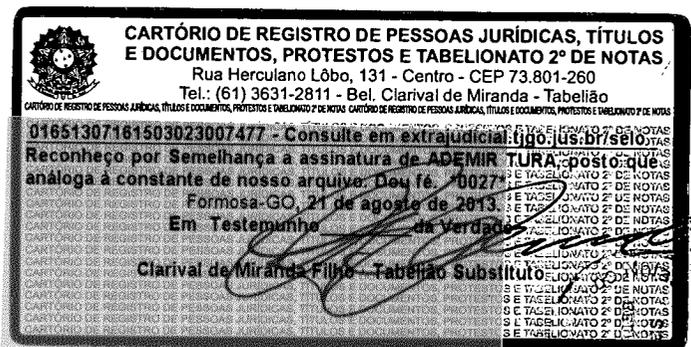 CARTÓRIO DE REGISTRO DE PESSOAS JURÍDICAS, TÍTULOS
E DOCUMENTOS, PROTESTOS E TABELIONATO 2º DE NOTAS
Rua Herculano Lôbo, 131 - Centro - CEP 73.801-260
Tel.: (61) 3631-2811 - Bel. Clarival de Miranda - Tabelião
CARTÓRIO DE REGISTRO DE PESSOAS JURÍDICAS, TÍTULOS E DOCUMENTOS, PROTESTOS E TABELIONATO 2º DE NOTAS CARTÓRIO DE REGISTRO DE PESSOAS JURÍDICAS, TÍTULOS E DOCUMENTOS, PROTESTOS E TABELIONATO 2º DE NOTAS
01651307161503023007477 - Consulte em extrajudicial.tjgo.jus.br/selo
Reconheço por Semelhança a assinatura de ADEMIR TURA, posto que
análoga à constante de nosso arquivo. Dou fé. *0027*
Formosa-GO, 21 de agosto de 2013.
Em Testemunho da Verdade
Clarival de Miranda Filho - Tabelião Substituto